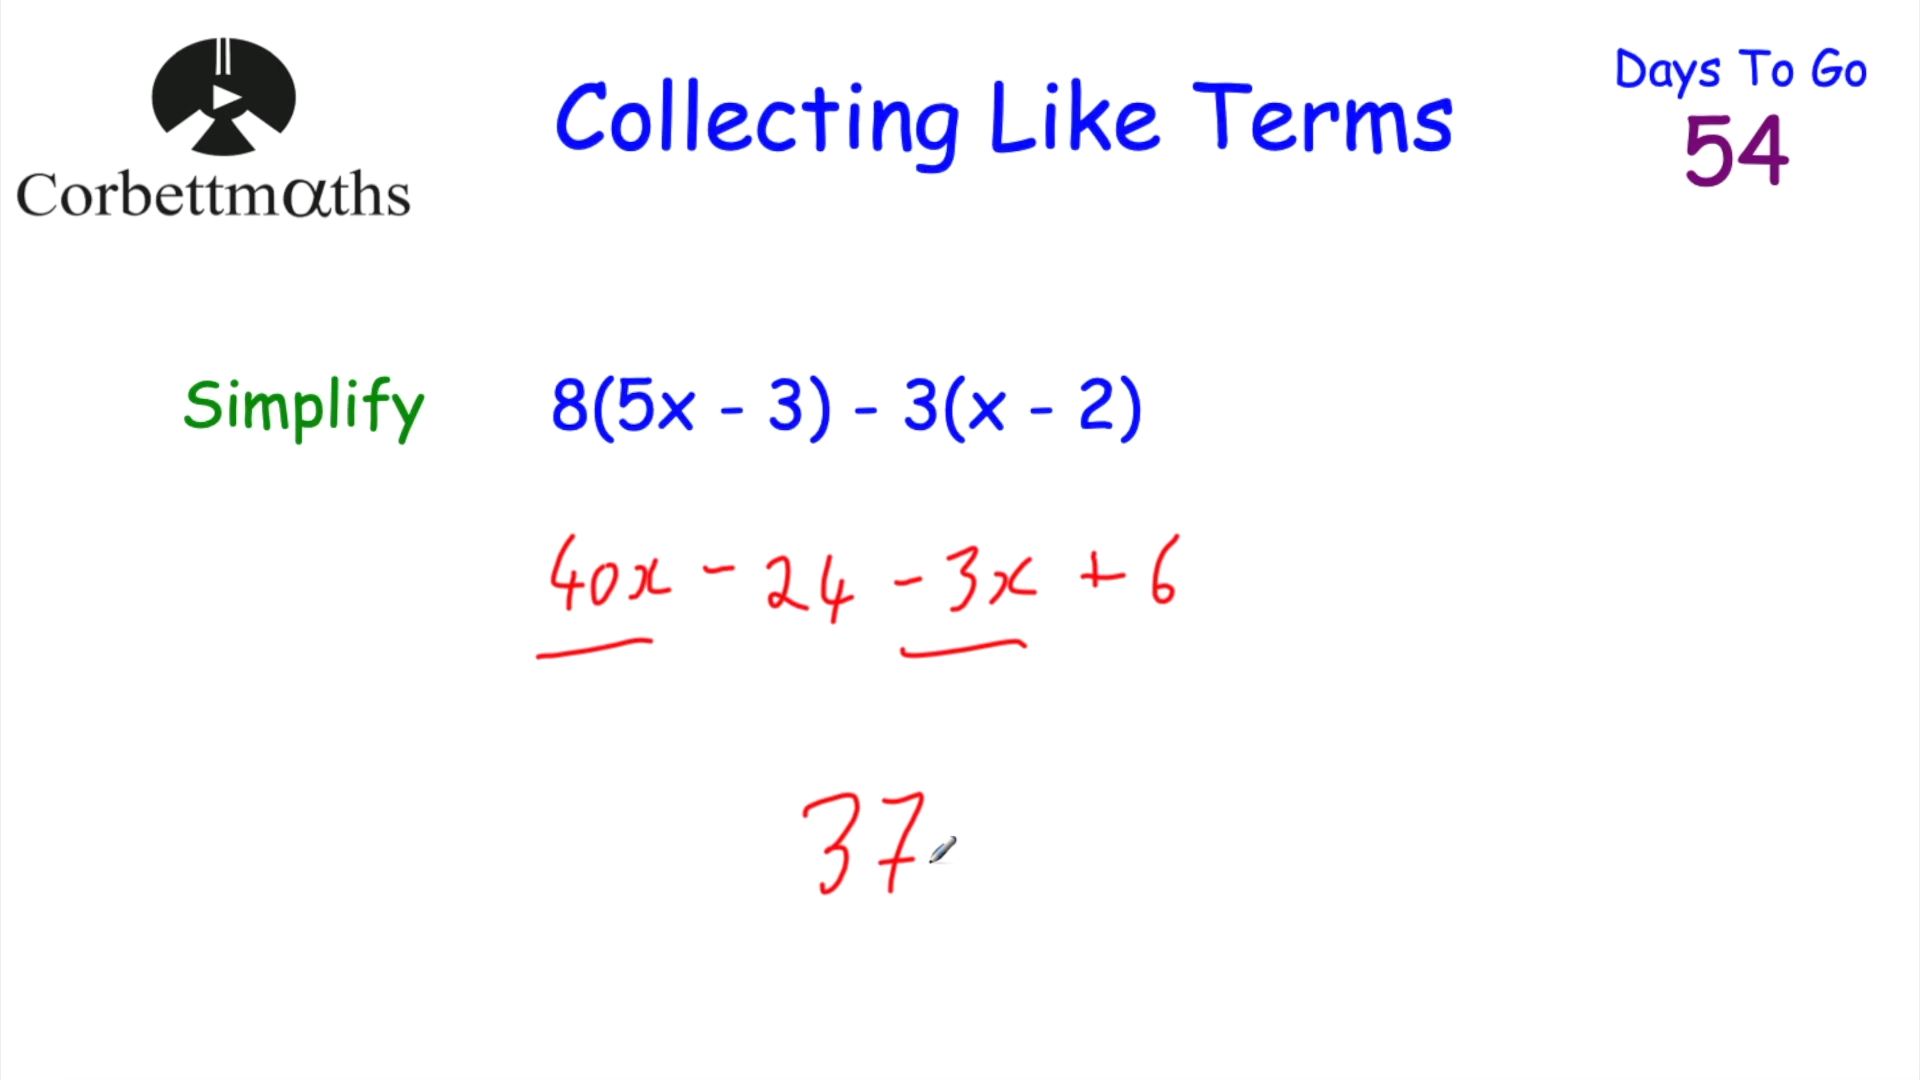 Corbettmαths
Collecting Like Terms
Days To Go
54
Simplify 8(5x - 3) - 3(x - 2)
40x - 24 - 3x + 6
37